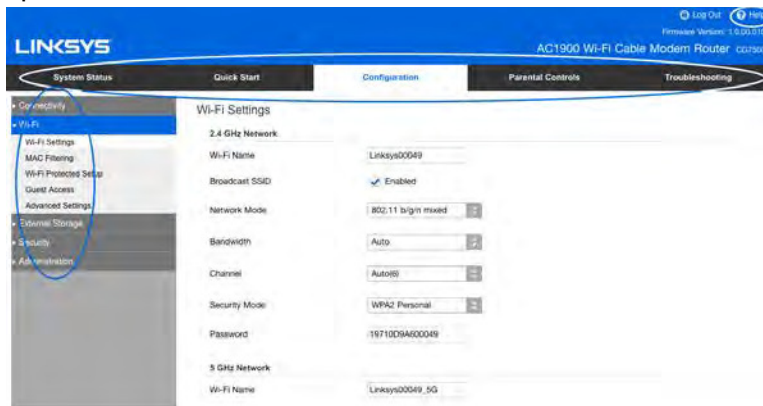 Log Out Help
Firmware Version: 1.0.00.010
LINKSYS
AC1900 Wi-Fi Cable Modem Router
System Status Quick Start Configuration Parental Controls Troubleshooting
Connectivity
Wi-Fi
Wi-Fi Settings
MAC Filtering
Wi-Fi Protected Setup
Guest Access
Advanced Settings
External Storage
Security
Administration
Wi-Fi Settings
2.4 GHz Network
Wi-Fi Name Linksys00049
Broadcast SSID Enabled
Network Mode 802.11 b/g/n mixed
Bandwidth Auto
Channel Auto(6)
Security Mode WPA2 Personal
Password 19710D9A600049
5 GHz Network
Wi-Fi Name Linksys00049_5G